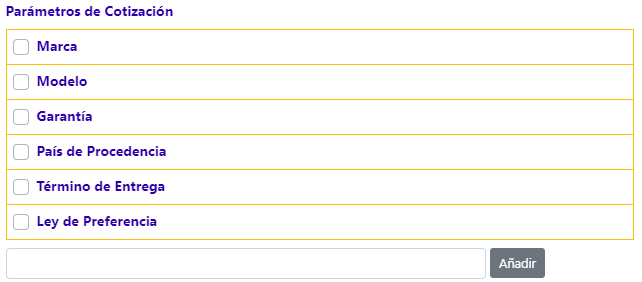 Parámetros de Cotización
Marca
Modelo
Garantía
País de Procedencia
Término de Entrega
Ley de Preferencia
Añadir